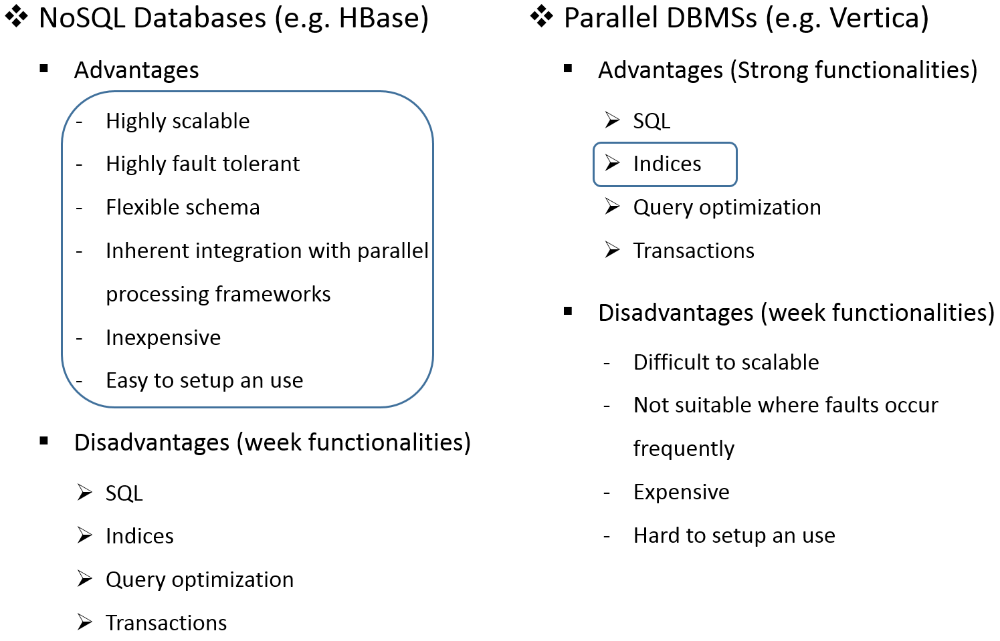 ❖ NoSQL Databases (e.g. HBase)
▪ Advantages
- Highly scalable
- Highly fault tolerant
- Flexible schema
- Inherent integration with parallel
processing frameworks
- Inexpensive
- Easy to setup an use
▪ Disadvantages (week functionalities)
➢ SQL
➢ Indices
➢ Query optimization
➢ Transactions
❖ Parallel DBMSs (e.g. Vertica)
▪ Advantages (Strong functionalities)
➢ SQL
➢ Indices
➢ Query optimization
➢ Transactions
▪ Disadvantages (week functionalities)
- Difficult to scalable
- Not suitable where faults occur
frequently
- Expensive
- Hard to setup an use